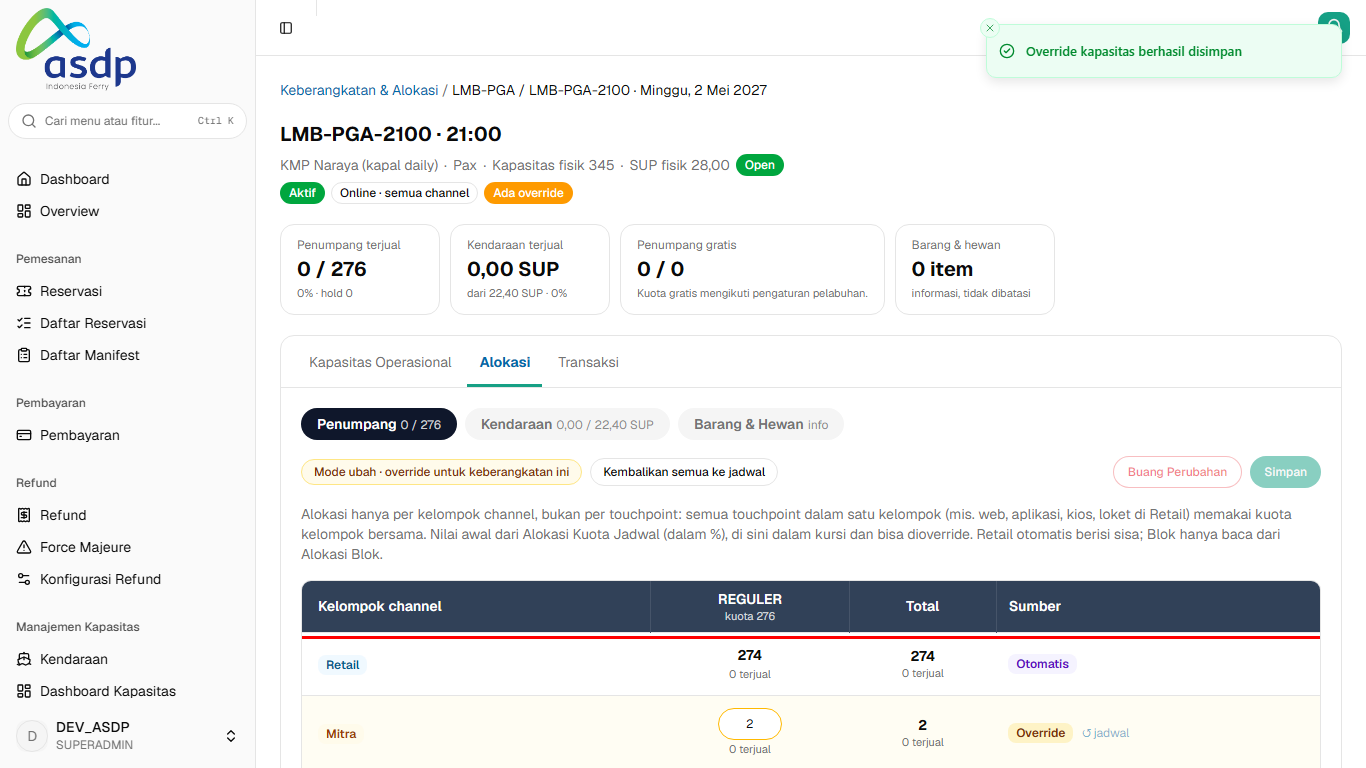 asdp
Indonesia Ferry
Cari menu atau fitur... Ctrl K
Dashboard
Overview
Pemesanan
Reservasi
Daftar Reservasi
Daftar Manifest
Pembayaran
Pembayaran
Refund
Refund
Force Majeure
Konfigurasi Refund
Manajemen Kapasitas
Kendaraan
Dashboard Kapasitas
D
DEV_ASDP
SUPERADMIN
Override kapasitas berhasil disimpan
Keberangkatan & Alokasi / LMB-PGA / LMB-PGA-2100 · Minggu, 2 Mei 2027
LMB-PGA-2100 · 21:00
KMP Naraya (kapal daily) · Pax · Kapasitas fisik 345 · SUP fisik 28,00 Open
Aktif Online · semua channel Ada override
Penumpang terjual
0 / 276
0% · hold 0
Kendaraan terjual
0,00 SUP
dari 22,40 SUP · 0%
Penumpang gratis
0 / 0
Kuota gratis mengikuti pengaturan pelabuhan.
Barang & hewan
0 item
informasi, tidak dibatasi
Kapasitas Operasional Alokasi Transaksi
Penumpang 0 / 276 Kendaraan 0,00 / 22,40 SUP Barang & Hewan info
Mode ubah · override untuk keberangkatan ini Kembalikan semua ke jadwal Buang Perubahan Simpan
Alokasi hanya per kelompok channel, bukan per touchpoint: semua touchpoint dalam satu kelompok (mis. web, aplikasi, kios, loket di Retail) memakai kuota
kelompok bersama. Nilai awal dari Alokasi Kuota Jadwal (dalam %), di sini dalam kursi dan bisa dioverride. Retail otomatis berisi sisa; Blok hanya baca dari
Alokasi Blok.
Kelompok channel REGULER Total Sumber
kuota 276
Retail 274 274 Otomatis
0 terjual 0 terjual
Mitra 2 2 Override ↺ jadwal
0 terjual 0 terjual